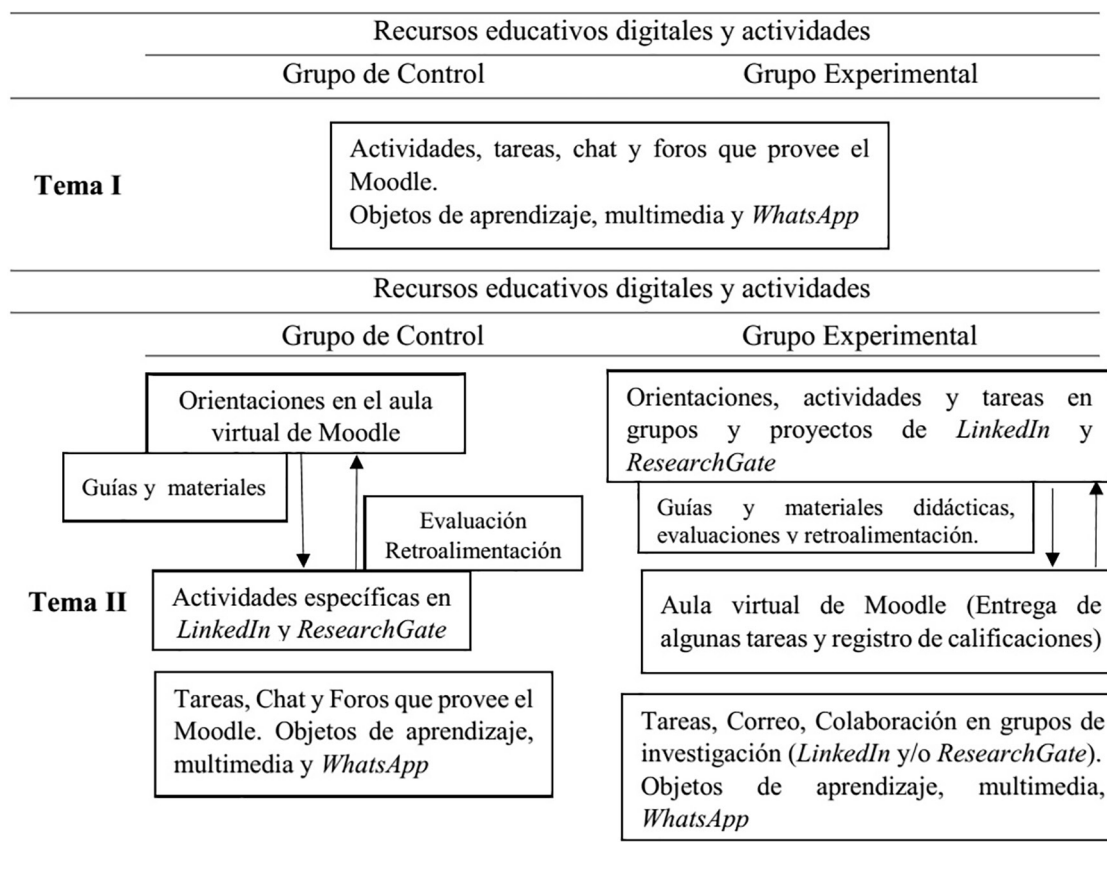 Recursos educativos digitales y actividades
Grupo de Control
Grupo Experimental
Tema I
Actividades, tareas, chat y foros que provee el
Moodle.
Objetos de aprendizaje, multimedia y WhatsApp
Recursos educativos digitales y actividades
Grupo de Control
Grupo Experimental
Tema II
Orientaciones en el aula
virtual de Moodle
Guías y materiales
Evaluación
Retroalimentación
Actividades específicas en
LinkedIn y ResearchGate
Tareas, Chat y Foros que provee el
Moodle. Objetos de aprendizaje,
multimedia y WhatsApp
Orientaciones, actividades y tareas en
grupos y proyectos de LinkedIn y
ResearchGate
Guías y materiales didácticas,
evaluaciones y retroalimentación.
Aula virtual de Moodle (Entrega de
algunas tareas y registro de calificaciones)
Tareas, Correo, Colaboración en grupos de
investigación (LinkedIn y/o ResearchGate).
Objetos de aprendizaje, multimedia,
WhatsApp